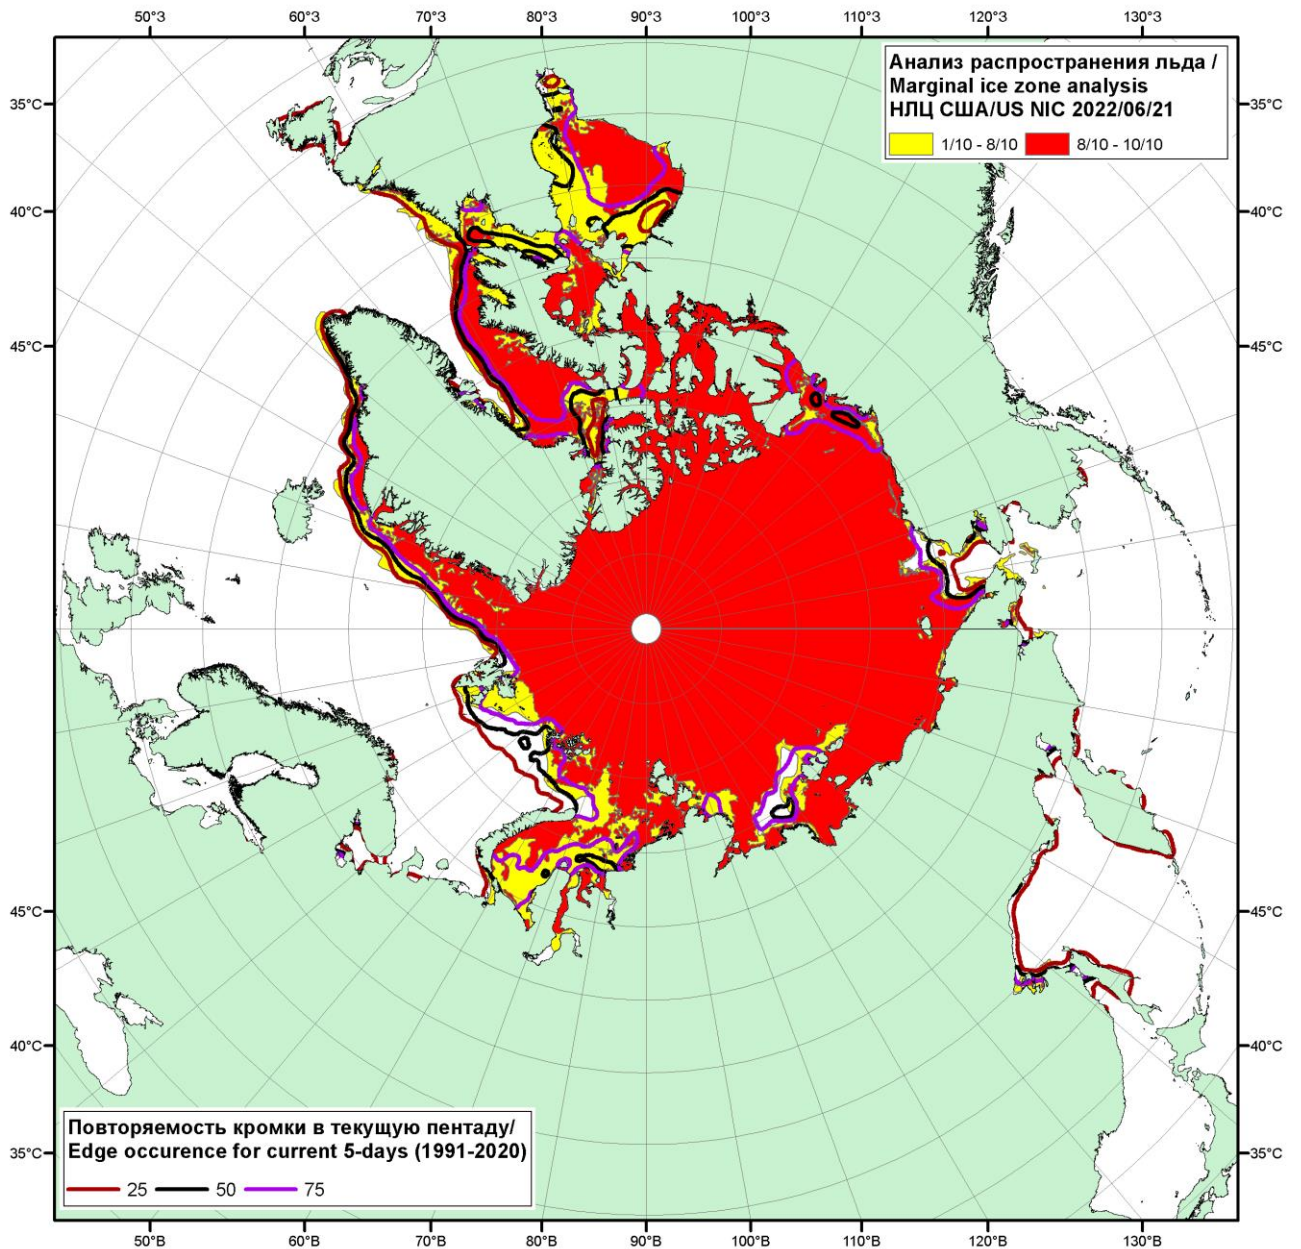 50°З 60°З 70°З 80°З 90°З 100°З 110°З 120°З 130°З
Анализ распространения льда /
Marginal ice zone analysis
НЛЦ США/US NIC 2022/06/21
1/10 - 8/10 8/10 - 10/10
35°С 35°С
40°С 40°С
45°С 45°С
45°С 45°С
40°С 40°С
Повторяемость кромки в текущую пентаду/
Edge occurence for current 5-days (1991-2020)
25 50 75
35°С 35°С
50°В 60°В 70°В 80°В 90°В 100°В 110°В 120°В 130°В